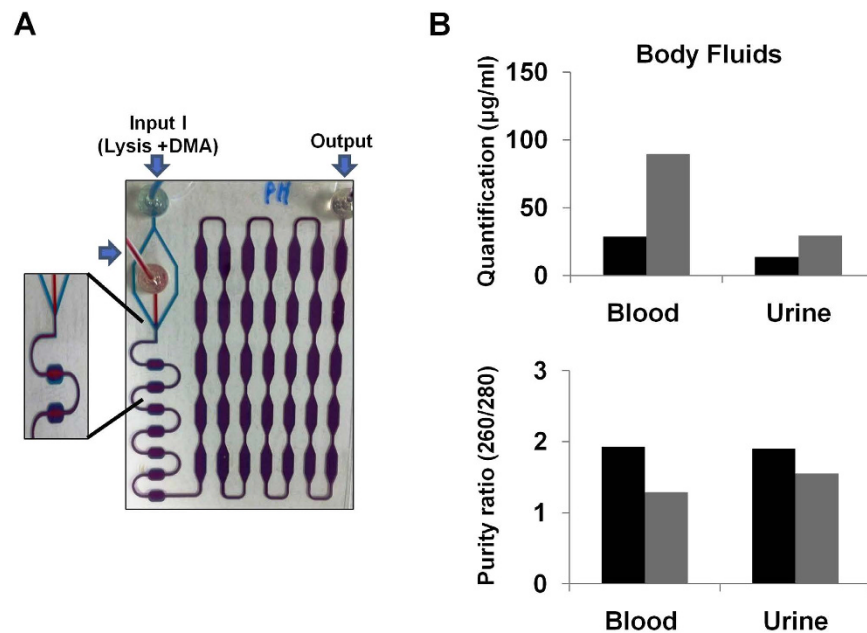 A
Input I
(Lysis +DMA)
Output
PH
B
Body Fluids
Quantification (µg/ml)
150
100
50
0
Blood Urine
Purity ratio (260/280)
3
2
1
0
Blood Urine